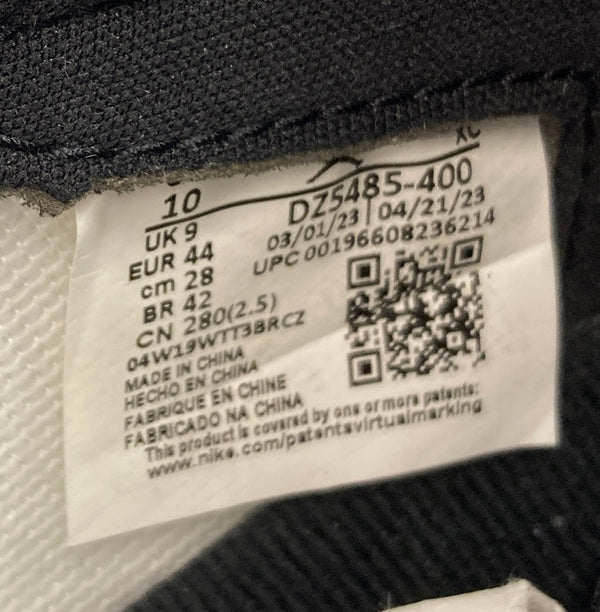 10
UK 9
EUR 44
cm 28
BR 42
CN 280(2.5)
04W19WTT3BRCZ
MADE IN CHINA
HECHO EN CHINA
FABRIQUE EN CHINE
FABRICADO NA CHINA
This product is covered by one or more patents:
www.nike.com/patentsvirtualmarking
XC
DZ5485-400
03/01/23 | 04/21/23
UPC 00196608236214